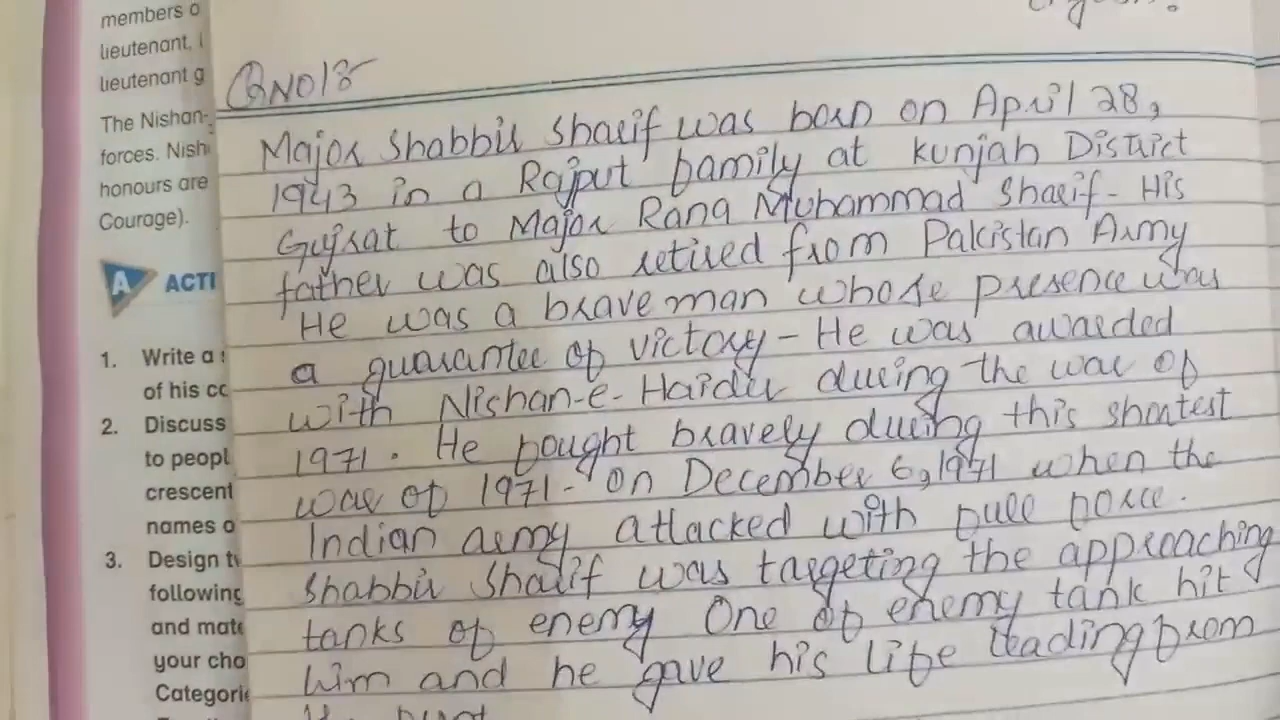 members o
lieutenant, l
lieutenant g
The Nishan-
forces. Nish
honours are
Courage).
A ACTI
1. Write a s
of his co
2. Discuss
to peopl
crescent
names o
3. Design tw
following
and mate
your cho
Categorie
QNO18
Major Shabbir Sharif was born on April 28,
1943 in a Rajput family at Kunjah District
Gujrat to Major Rana Muhammad Sharif- His
father was also retired from Pakistan Army
He was a brave man whose presence was
a guarantee of victory- He was awarded
with Nishan-e-Haider during the war of
1971. He fought bravely during this shortest
war of 1971- On December 6, 1971 when the
Indian army attacked with full force.
Shabbir Sharif was targeting the approaching
tanks of enemy One of enemy tank hit
him and he gave his life leading from
the